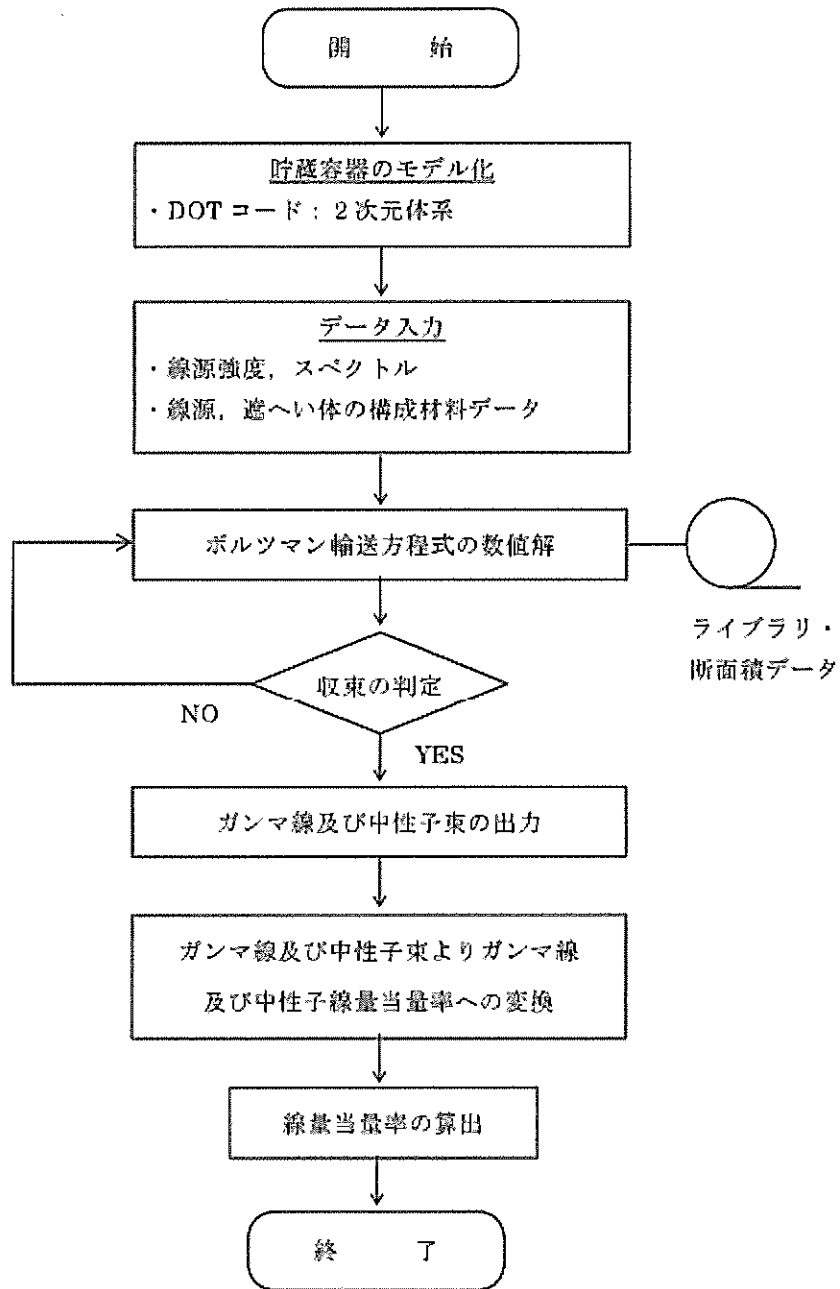 開 始
貯蔵容器のモデル化
・DOTコード:2次元体系
データ入力
・線源強度,スペクトル
・線源,遮へい体の構成材料データ
ボルツマン輸送方程式の数値解
ライブラリ・
断面積データ
収束の判定
NO
YES
ガンマ線及び中性子束の出力
ガンマ線及び中性子束よりガンマ線
及び中性子線量当量率への変換
線量当量率の算出
終 了